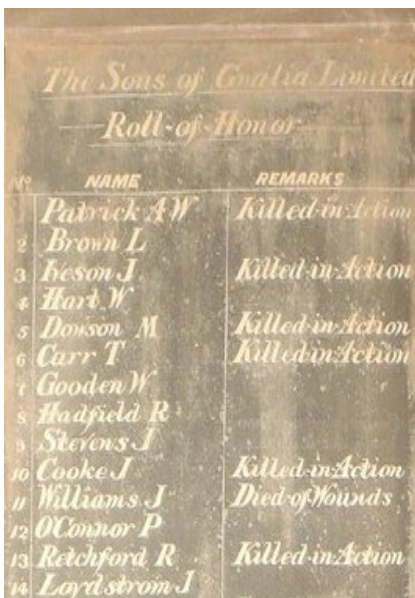 The Sons of Gwalia Limited
Roll-of-Honor
No NAME REMARKS
1 Patrick A W Killed-in-Action
2 Brown L
3 Iveson J Killed-in-Action
4 Hart W
5 Dowson M Killed-in-Action
6 Carr T Killed-in-Action
7 Gooden W
8 Hadfield R
9 Stevens J
10 Cooke J Killed-in-Action
11 Williams J Died-of-Wounds
12 O'Connor P
13 Retchford R Killed-in-Action
14 Loydstrom J